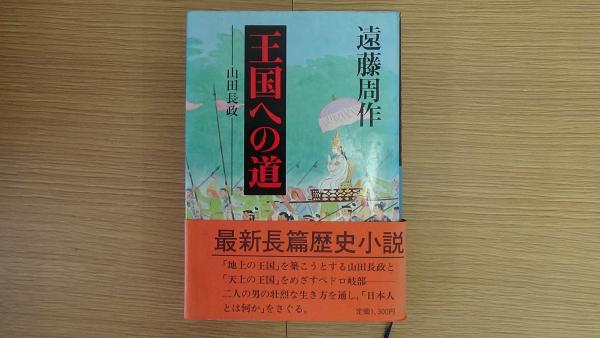 遠藤周作
王国への道
—山田長政—
最新長篇歴史小説
「地上の王国」を築こうとする山田長政と
「天上の王国」をめざすペドロ岐部——
二人の男の壮烈な生き方を通し、「日本人
とは何か」をさぐる。
定価1,300円